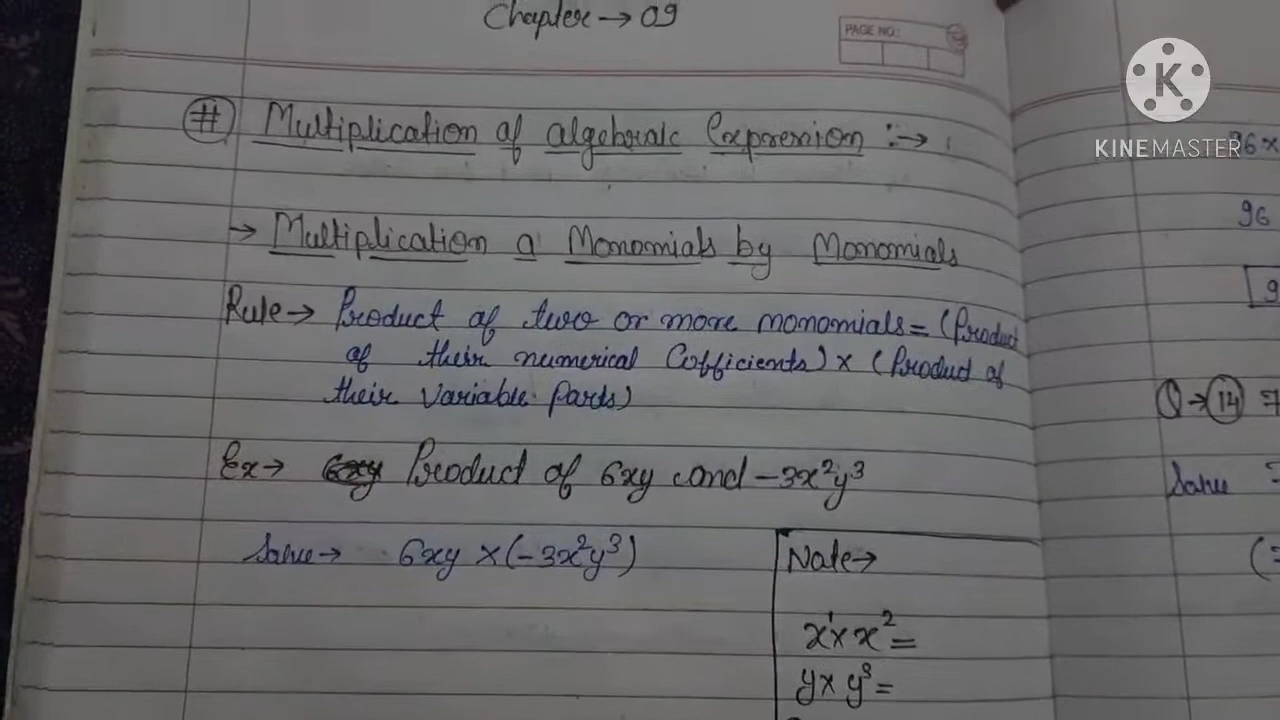 Chapter → 09
PAGE NO.:
K
KINEMASTER
# Multiplication of algebraic Expression :→
→ Multiplication a Monomials by Monomials
Rule → Product of two or more monomials = (Product
of their numerical Cofficients) x (Product of
their Variable Parts)
Ex → Product of 6xy and -3x²y³
Solve → 6xy x (-3x²y³)
Note →
x¹ x x² =
y x y³ =
96 x
96
Q → 14
Solve